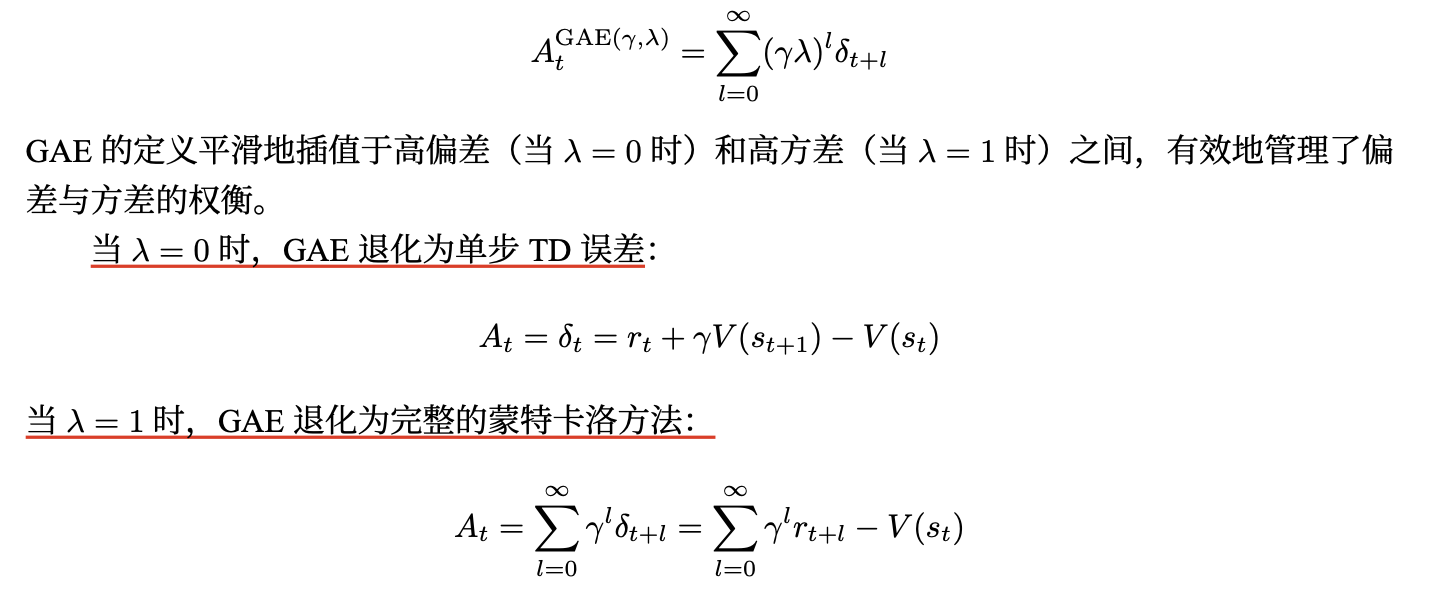 $$A_t^{\mathrm{GAE}(\gamma,\lambda)} = \sum_{l=0}^{\infty} (\gamma\lambda)^l \delta_{t+l}$$
GAE 的定义平滑地插值于高偏差（当 λ = 0 时）和高方差（当 λ = 1 时）之间，有效地管理了偏
差与方差的权衡。
当 λ = 0 时，GAE 退化为单步 TD 误差：
$$A_t = \delta_t = r_t + \gamma V(s_{t+1}) - V(s_t)$$
当 λ = 1 时，GAE 退化为完整的蒙特卡洛方法：
$$A_t = \sum_{l=0}^{\infty} \gamma^l \delta_{t+l} = \sum_{l=0}^{\infty} \gamma^l r_{t+l} - V(s_t)$$